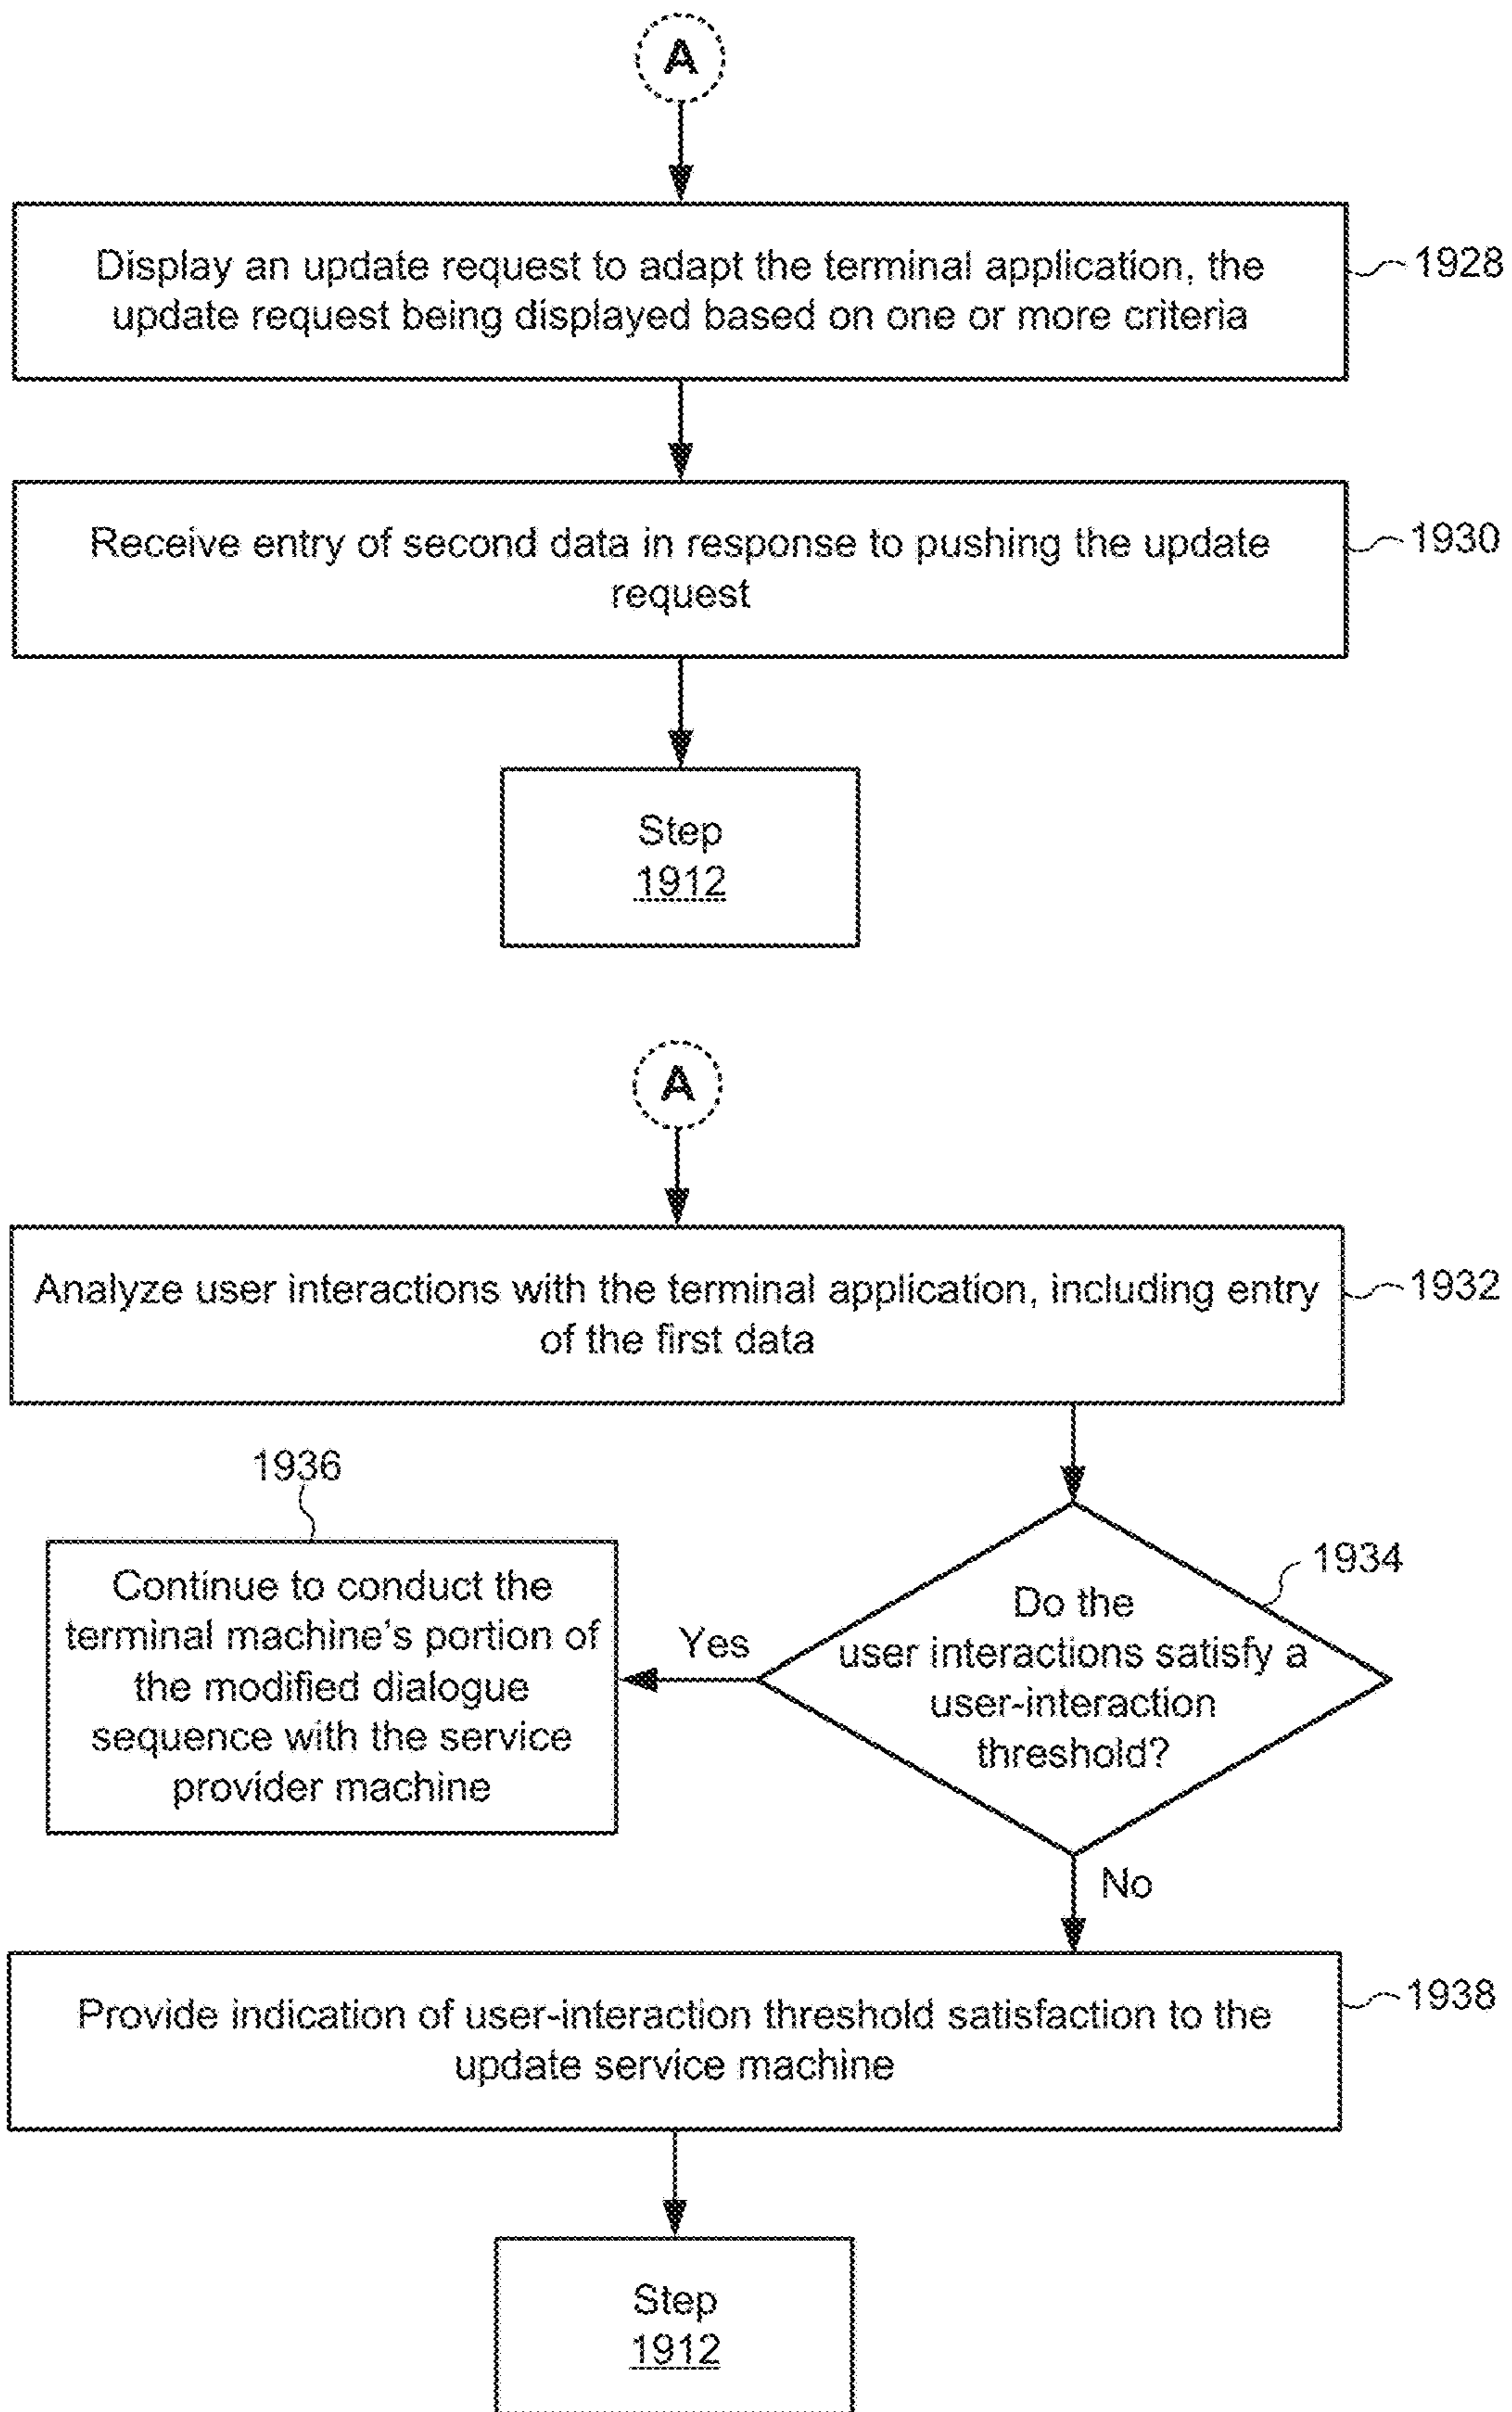 A
Display an update request to adapt the terminal application, the
update request being displayed based on one or more criteria
1928
Receive entry of second data in response to pushing the update
request
1930
Step
1912
A
Analyze user interactions with the terminal application, including entry
of the first data
1932
1936
Continue to conduct the
terminal machine's portion of
the modified dialogue
sequence with the service
provider machine
Yes
1934
Do the
user interactions satisfy a
user-interaction
threshold?
No
Provide indication of user-interaction threshold satisfaction to the
update service machine
1938
Step
1912